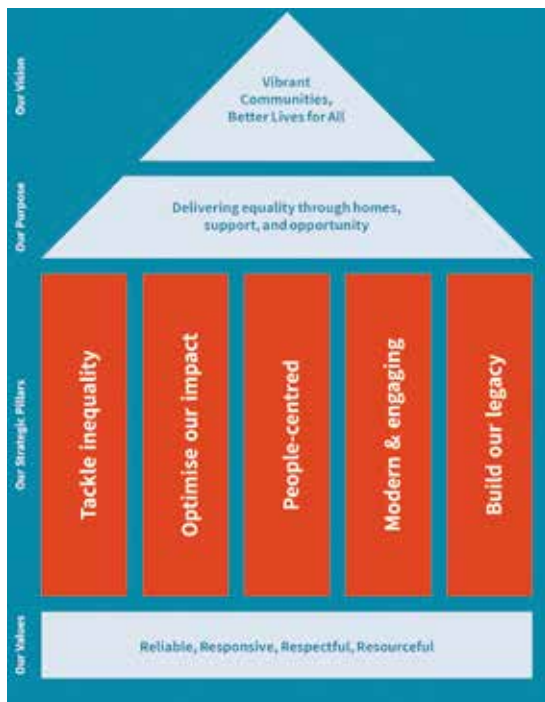 Our Vision
Vibrant
Communities,
Better Lives for All
Our Purpose
Delivering equality through homes,
support, and opportunity
Our Strategic Pillars
Tackle inequality
Optimise our impact
People-centred
Modern & engaging
Build our legacy
Our Values
Reliable, Responsive, Respectful, Resourceful